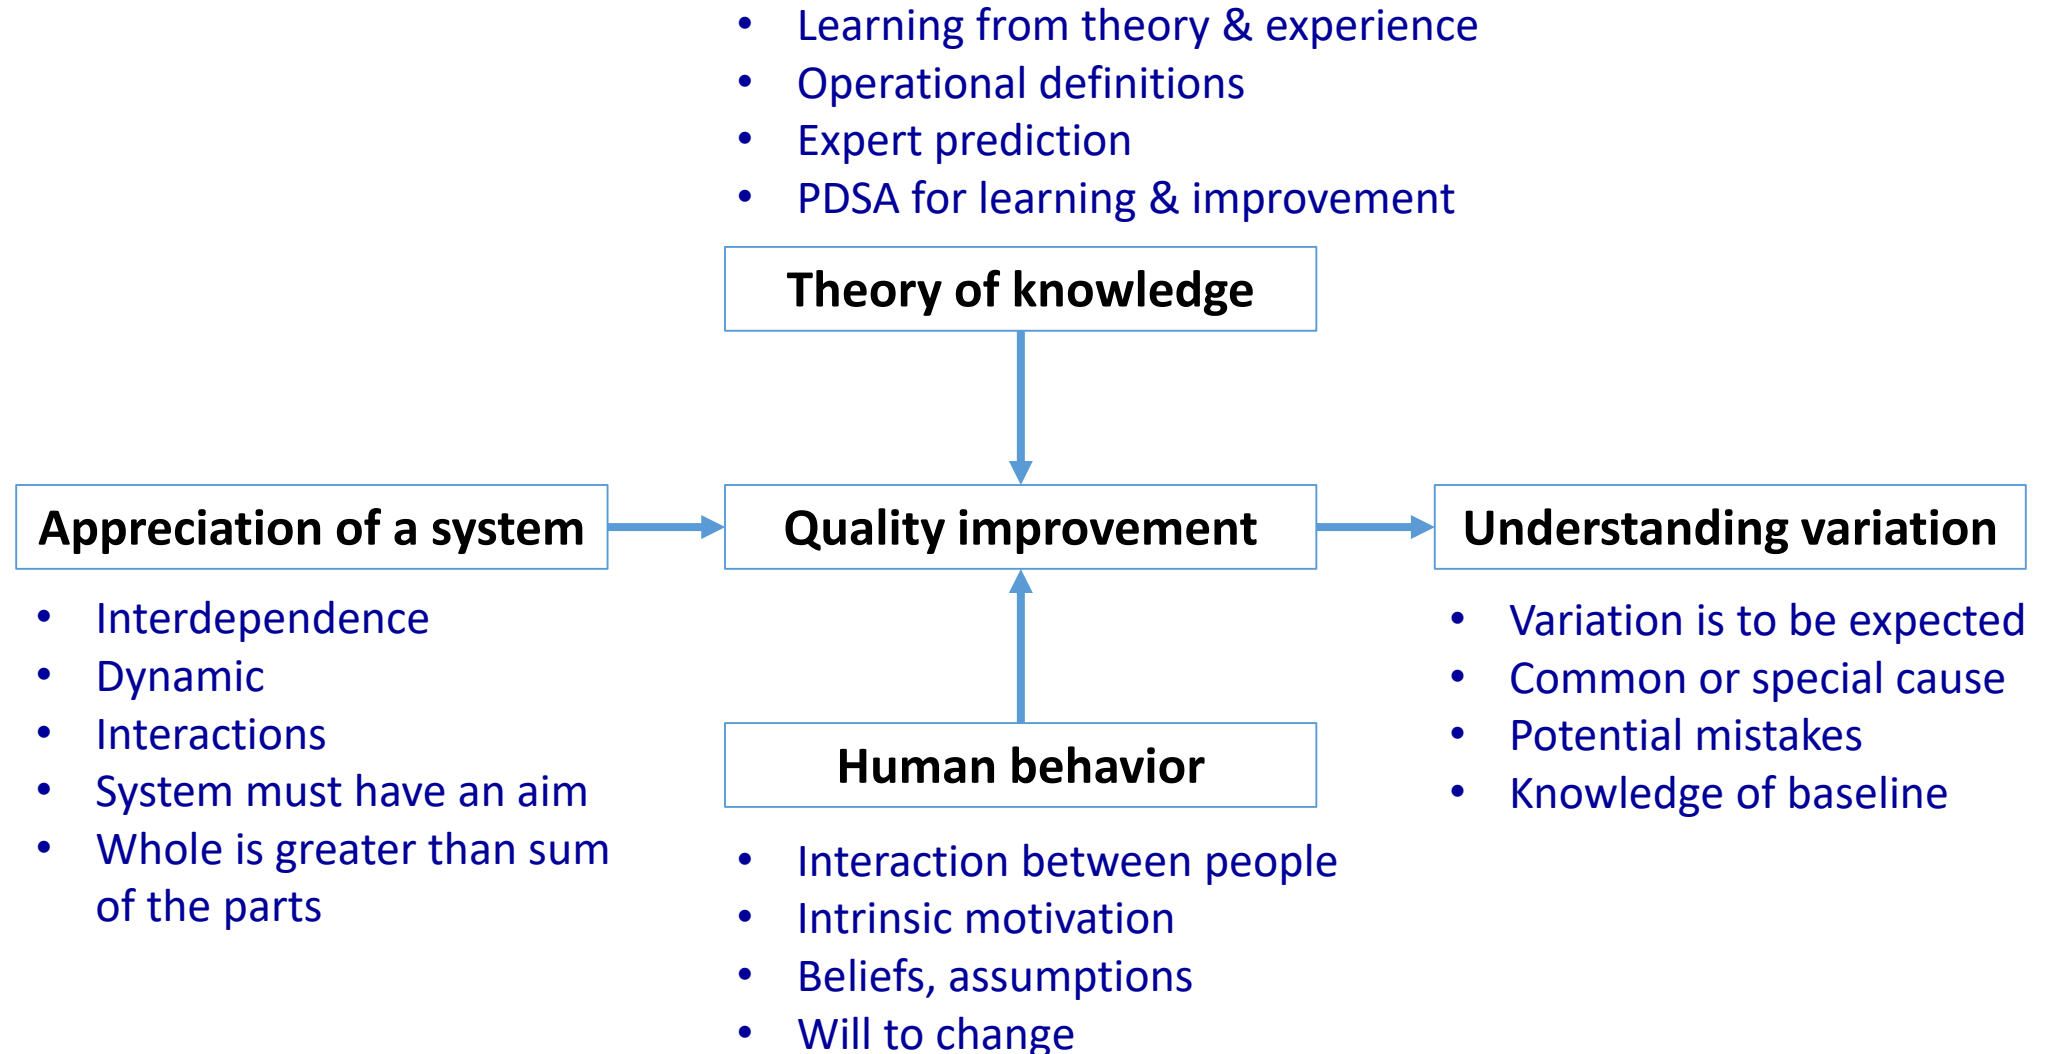 • Learning from theory & experience
• Operational definitions
• Expert prediction
• PDSA for learning & improvement
Theory of knowledge
Appreciation of a system
Quality improvement
Understanding variation
• Interdependence
• Dynamic
• Interactions
• System must have an aim
• Whole is greater than sum
of the parts
Human behavior
• Interaction between people
• Intrinsic motivation
• Beliefs, assumptions
• Will to change
• Variation is to be expected
• Common or special cause
• Potential mistakes
• Knowledge of baseline